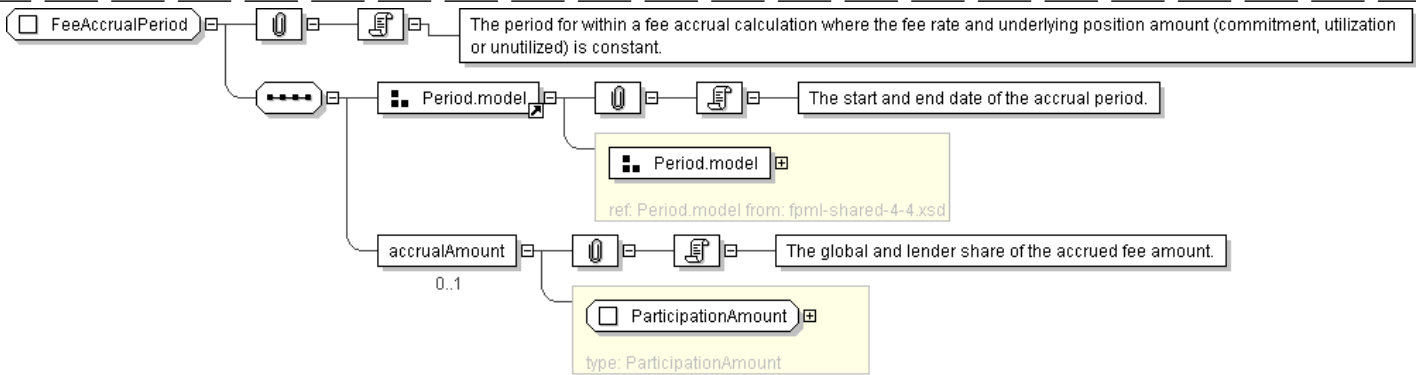 FeeAccrualPeriod
The period for within a fee accrual calculation where the fee rate and underlying position amount (commitment, utilization
or unutilized) is constant.
Period.model
The start and end date of the accrual period.
Period.model
ref: Period.model from: fpml-shared-4-4.xsd
accrualAmount
The global and lender share of the accrued fee amount.
0..1
ParticipationAmount
type: ParticipationAmount